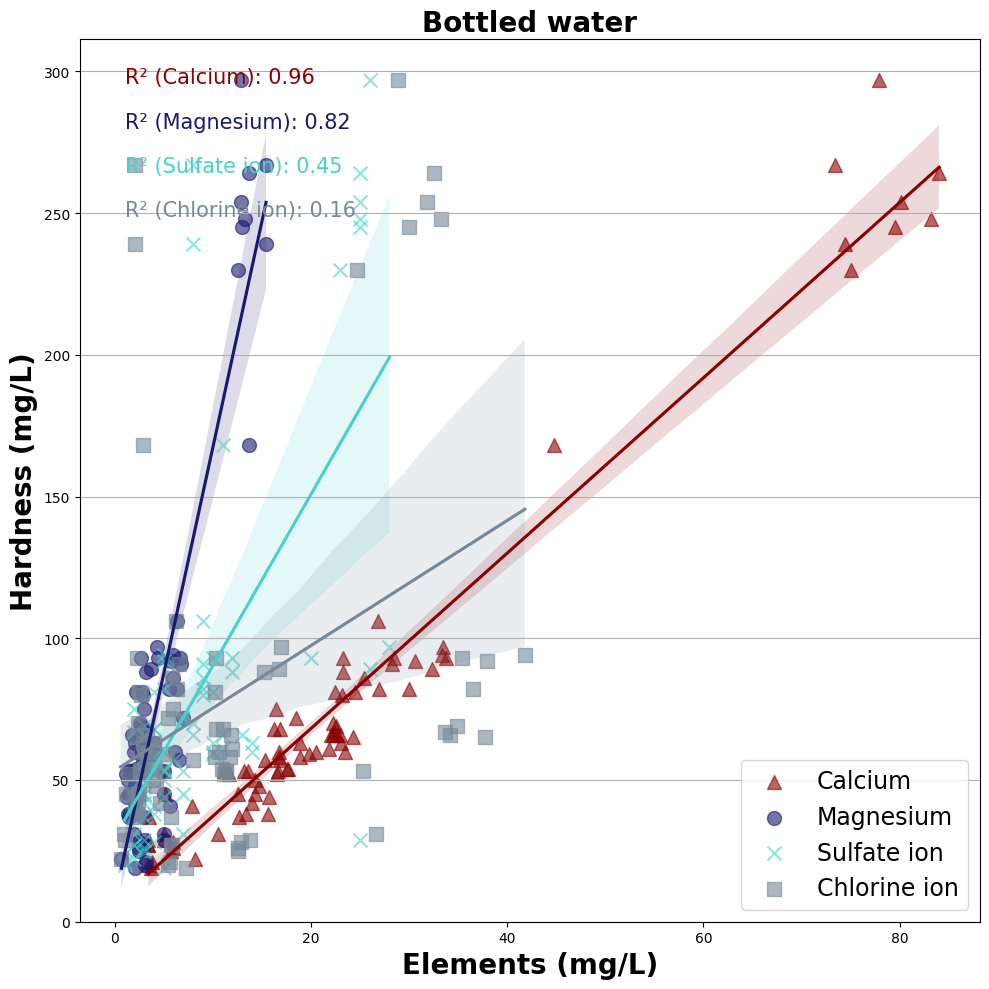 Bottled water
R² (Calcium): 0.96
R² (Magnesium): 0.82
R² (Sulfate ion): 0.45
R² (Chlorine ion): 0.16
Hardness (mg/L)
300
250
200
150
100
50
0
0 20 40 60 80
Elements (mg/L)
Calcium
Magnesium
Sulfate ion
Chlorine ion